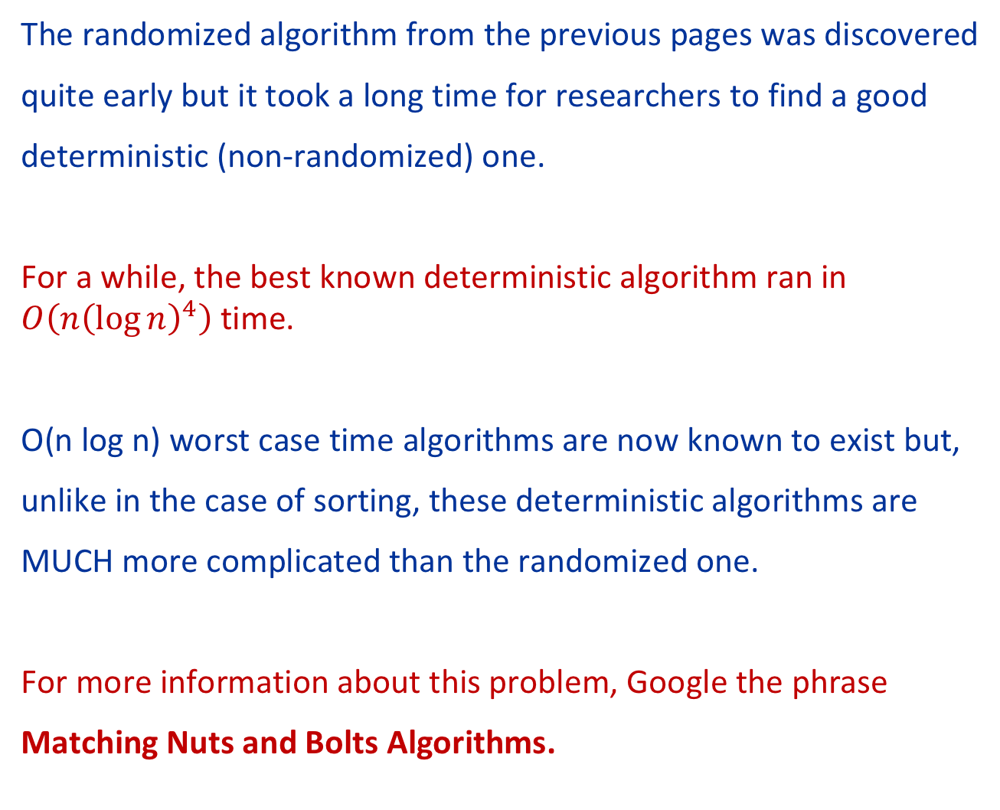 The randomized algorithm from the previous pages was discovered
quite early but it took a long time for researchers to find a good
deterministic (non-randomized) one.
For a while, the best known deterministic algorithm ran in
𝑂(𝑛(log 𝑛)⁴) time.
O(n log n) worst case time algorithms are now known to exist but,
unlike in the case of sorting, these deterministic algorithms are
MUCH more complicated than the randomized one.
For more information about this problem, Google the phrase
Matching Nuts and Bolts Algorithms.